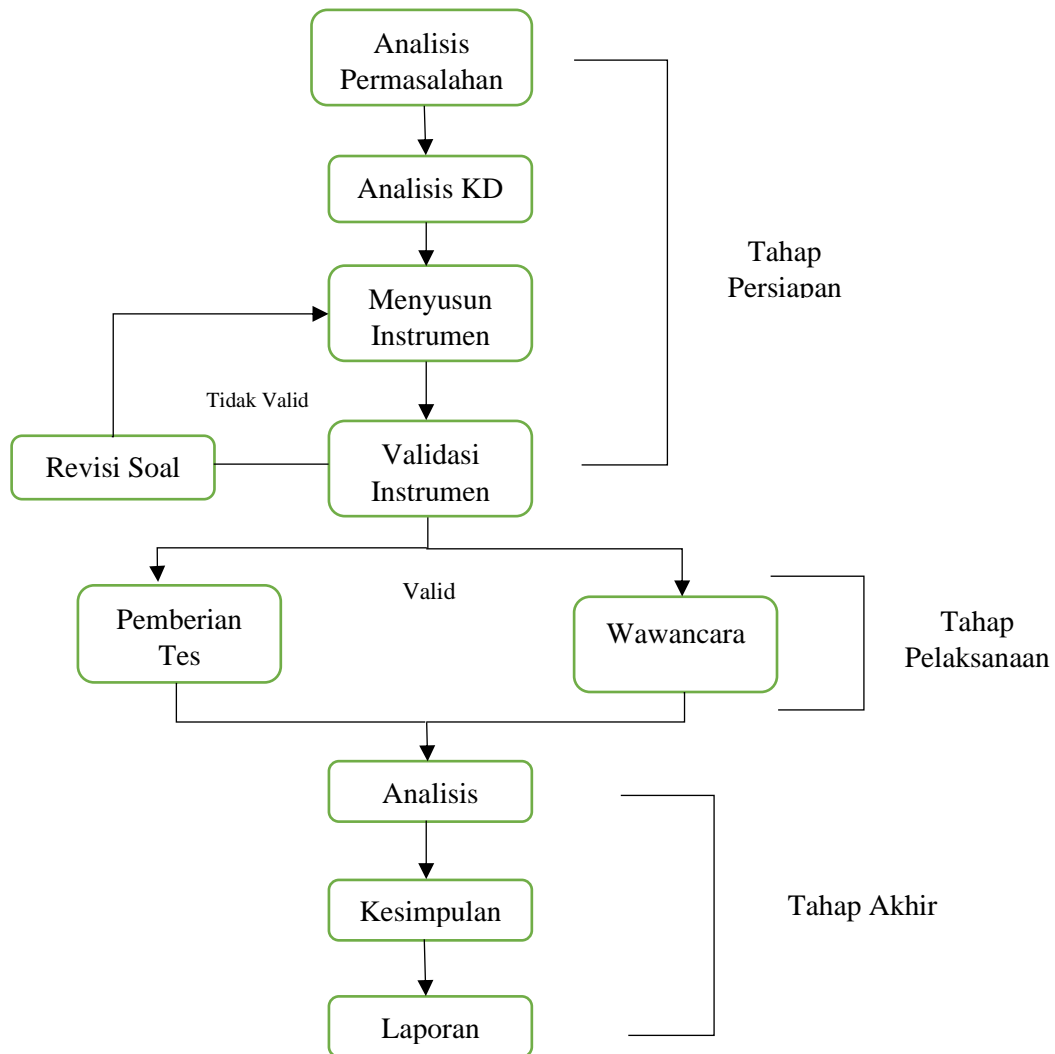 Analisis
Permasalahan
Analisis KD
Tahap
Persiapan
Menyusun
Instrumen
Tidak Valid
Revisi Soal
Validasi
Instrumen
Valid
Pemberian
Tes
Wawancara
Tahap
Pelaksanaan
Analisis
Kesimpulan
Tahap Akhir
Laporan